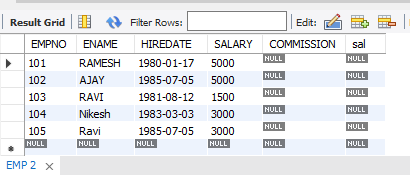 Result Grid Filter Rows: Edit:
EMPNO ENAME HIREDATE SALARY COMMISSION sal
101 RAMESH 1980-01-17 5000 NULL NULL
102 AJAY 1985-07-05 5000 NULL NULL
103 RAVI 1981-08-12 1500 NULL NULL
104 Nikesh 1983-03-03 3000 NULL NULL
105 Ravi 1985-07-05 3000 NULL NULL
NULL NULL NULL NULL NULL NULL
EMP 2 ×